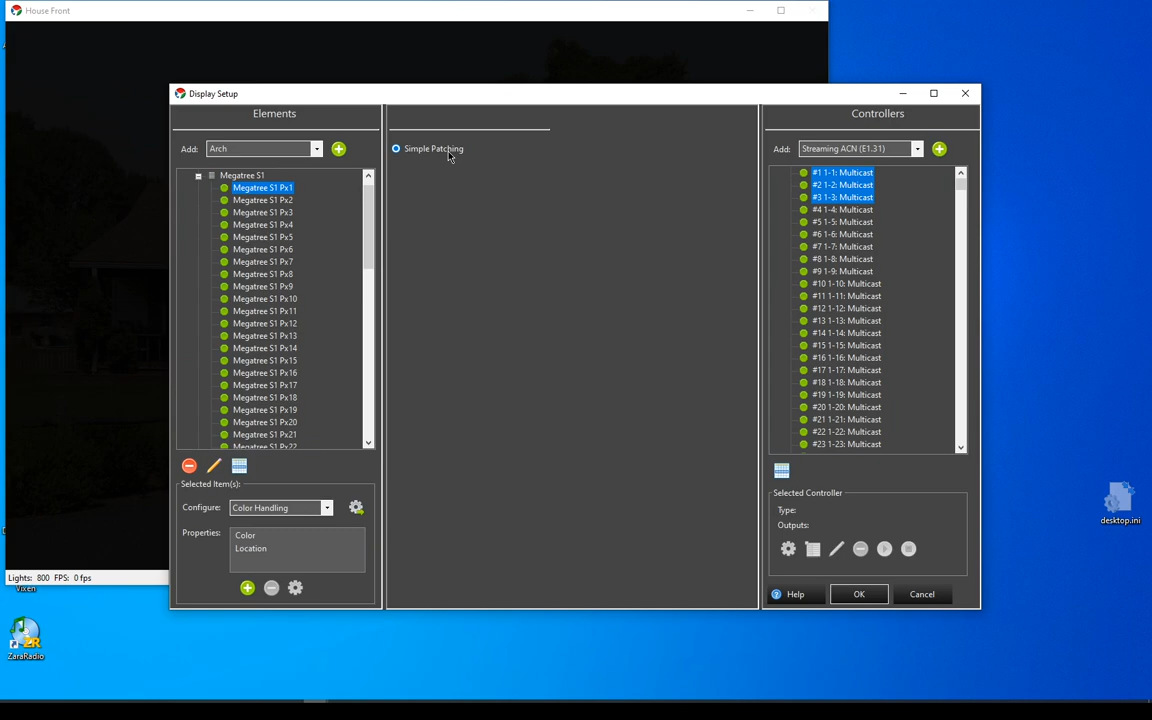 House Front
Display Setup
Elements
Controllers
Add: Arch
Simple Patching
Add: Streaming ACN (E1.31)
Megatree S1
Megatree S1 Px1
Megatree S1 Px2
Megatree S1 Px3
Megatree S1 Px4
Megatree S1 Px5
Megatree S1 Px6
Megatree S1 Px7
Megatree S1 Px8
Megatree S1 Px9
Megatree S1 Px10
Megatree S1 Px11
Megatree S1 Px12
Megatree S1 Px13
Megatree S1 Px14
Megatree S1 Px15
Megatree S1 Px16
Megatree S1 Px17
Megatree S1 Px18
Megatree S1 Px19
Megatree S1 Px20
Megatree S1 Px21
Megatree S1 Px22
#1 1-1: Multicast
#2 1-2: Multicast
#3 1-3: Multicast
#4 1-4: Multicast
#5 1-5: Multicast
#6 1-6: Multicast
#7 1-7: Multicast
#8 1-8: Multicast
#9 1-9: Multicast
#10 1-10: Multicast
#11 1-11: Multicast
#12 1-12: Multicast
#13 1-13: Multicast
#14 1-14: Multicast
#15 1-15: Multicast
#16 1-16: Multicast
#17 1-17: Multicast
#18 1-18: Multicast
#19 1-19: Multicast
#20 1-20: Multicast
#21 1-21: Multicast
#22 1-22: Multicast
#23 1-23: Multicast
Selected Item(s):
Configure: Color Handling
Properties: Color
Location
Selected Controller
Type:
Outputs:
Help
OK
Cancel
Lights: 800 FPS: 0 fps
Vixen
ZaraRadio
desktop.ini